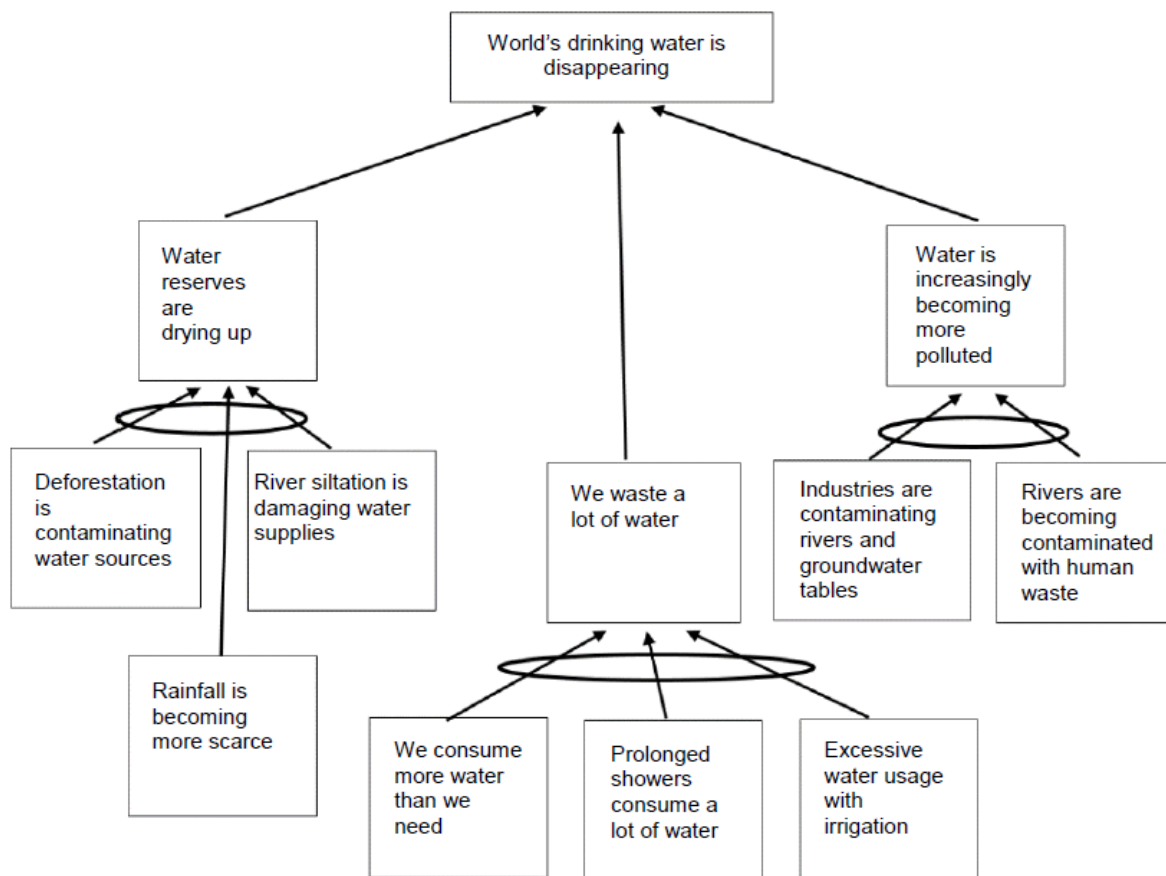 World's drinking water is
disappearing
Water
reserves
are
drying up
Water is
increasingly
becoming
more
polluted
Deforestation
is
contaminating
water sources
River siltation is
damaging water
supplies
We waste a
lot of water
Industries are
contaminating
rivers and
groundwater
tables
Rivers are
becoming
contaminated
with human
waste
Rainfall is
becoming
more scarce
We consume
more water
than we
need
Prolonged
showers
consume a
lot of water
Excessive
water usage
with
irrigation